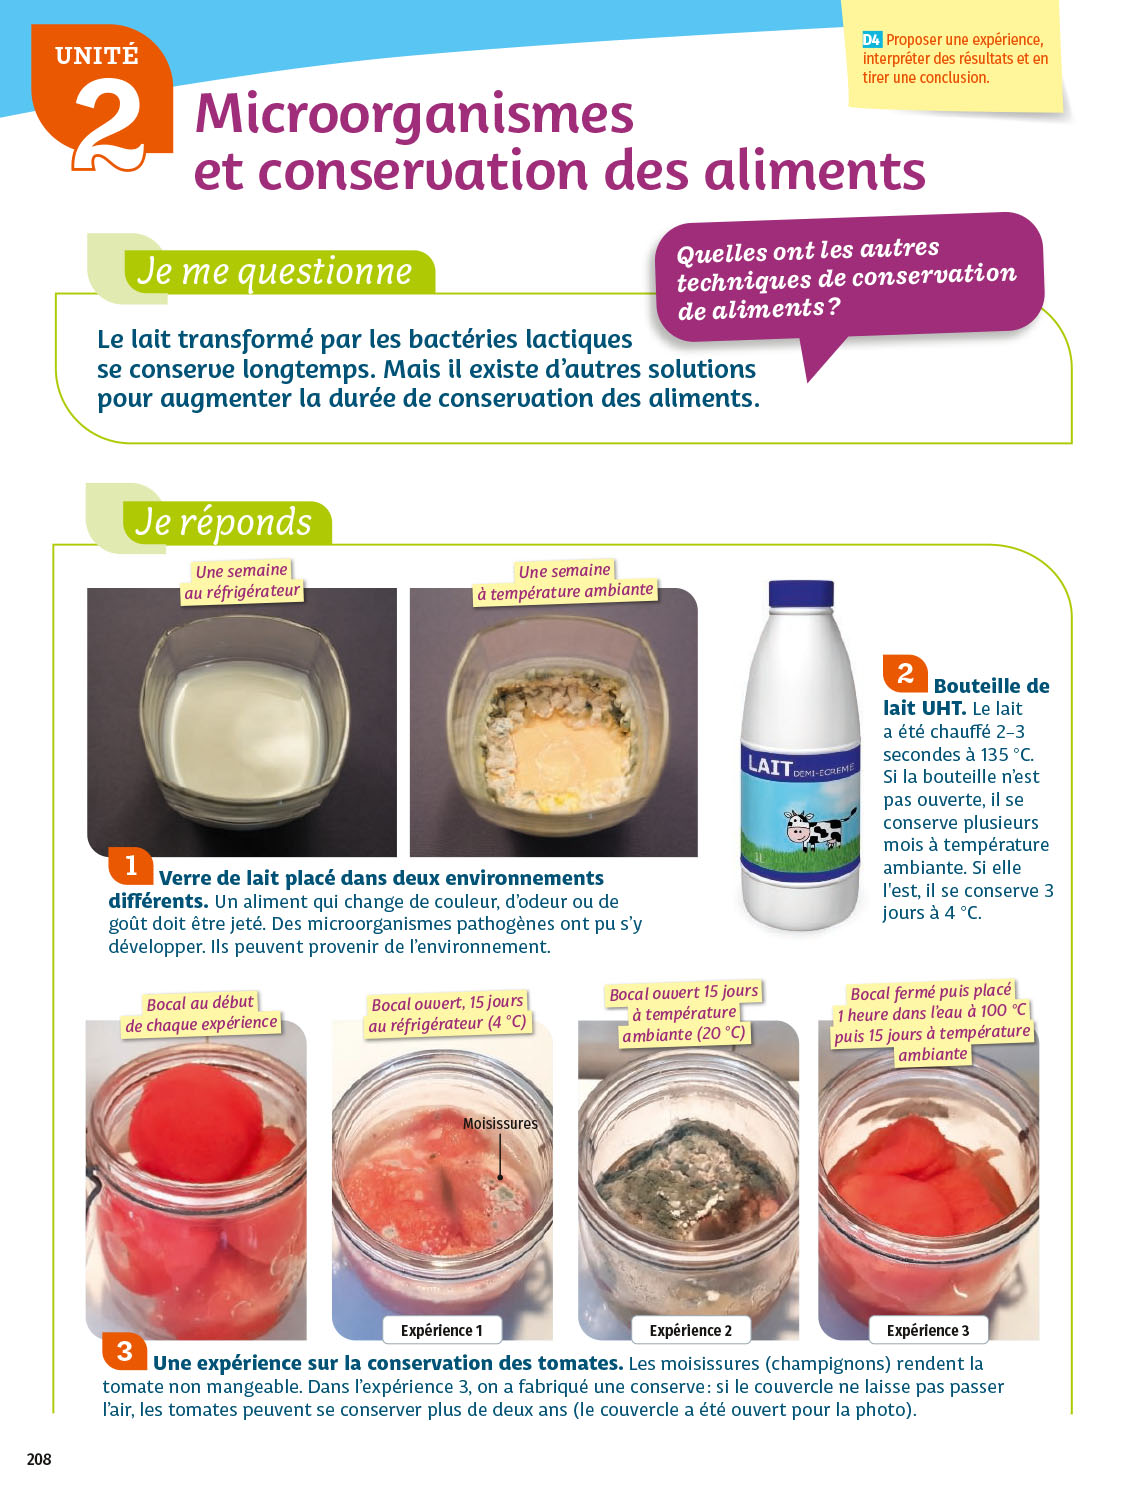 UNITÉ
2
D4 Proposer une expérience,
interpréter des résultats et en
tirer une conclusion.
Microorganismes
et conservation des aliments
Je me questionne
Quelles ont les autres
techniques de conservation
de aliments ?
Le lait transformé par les bactéries lactiques
se conserve longtemps. Mais il existe d'autres solutions
pour augmenter la durée de conservation des aliments.
Je réponds
Une semaine
au réfrigérateur
Une semaine
à température ambiante
LAIT DEMI-ECREME
1L
1 Verre de lait placé dans deux environnements
différents. Un aliment qui change de couleur, d'odeur ou de
goût doit être jeté. Des microorganismes pathogènes ont pu s'y
développer. Ils peuvent provenir de l'environnement.
2 Bouteille de
lait UHT. Le lait
a été chauffé 2–3
secondes à 135 °C.
Si la bouteille n'est
pas ouverte, il se
conserve plusieurs
mois à température
ambiante. Si elle
l'est, il se conserve 3
jours à 4 °C.
Bocal au début
de chaque expérience
Bocal ouvert, 15 jours
au réfrigérateur (4 °C)
Moisissures
Expérience 1
Bocal ouvert 15 jours
à température
ambiante (20 °C)
Expérience 2
Bocal fermé puis placé
1 heure dans l'eau à 100 °C
puis 15 jours à température
ambiante
Expérience 3
3 Une expérience sur la conservation des tomates. Les moisissures (champignons) rendent la
tomate non mangeable. Dans l'expérience 3, on a fabriqué une conserve : si le couvercle ne laisse pas passer
l'air, les tomates peuvent se conserver plus de deux ans (le couvercle a été ouvert pour la photo).
208